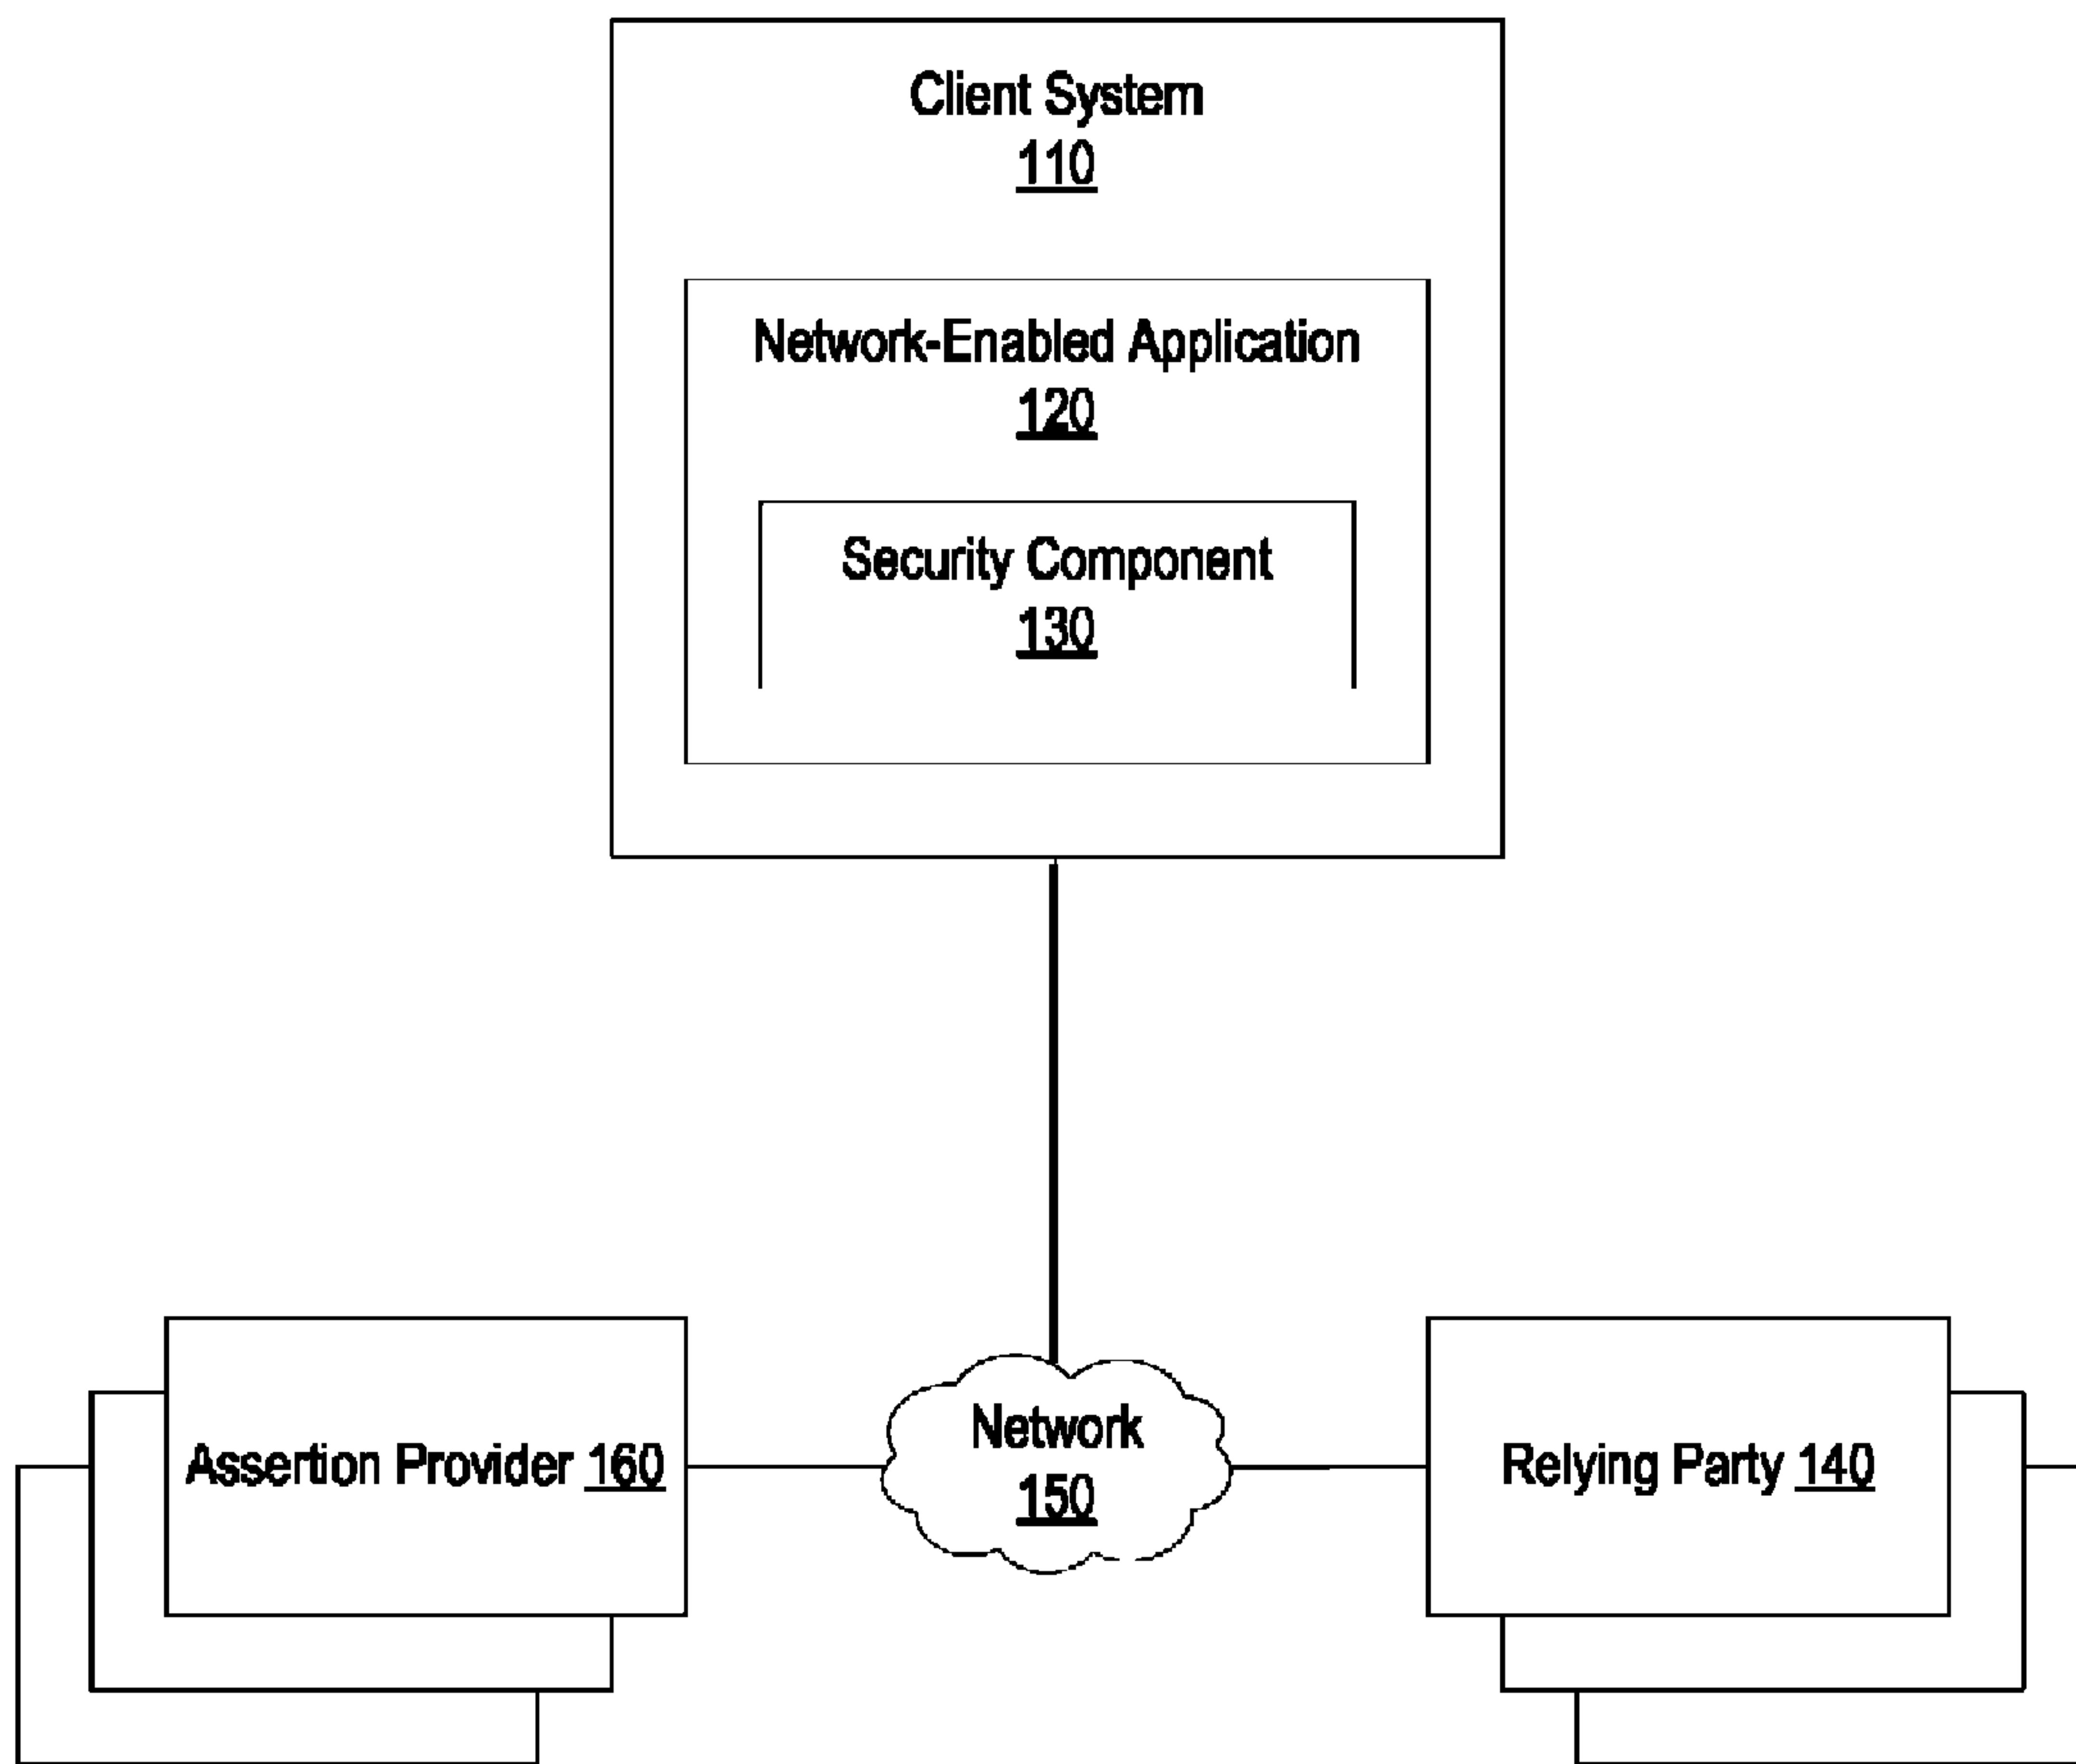 Client System
110
Network-Enabled Application
120
Security Component
130
Assertion Provider 160
Network
150
Relying Party 140